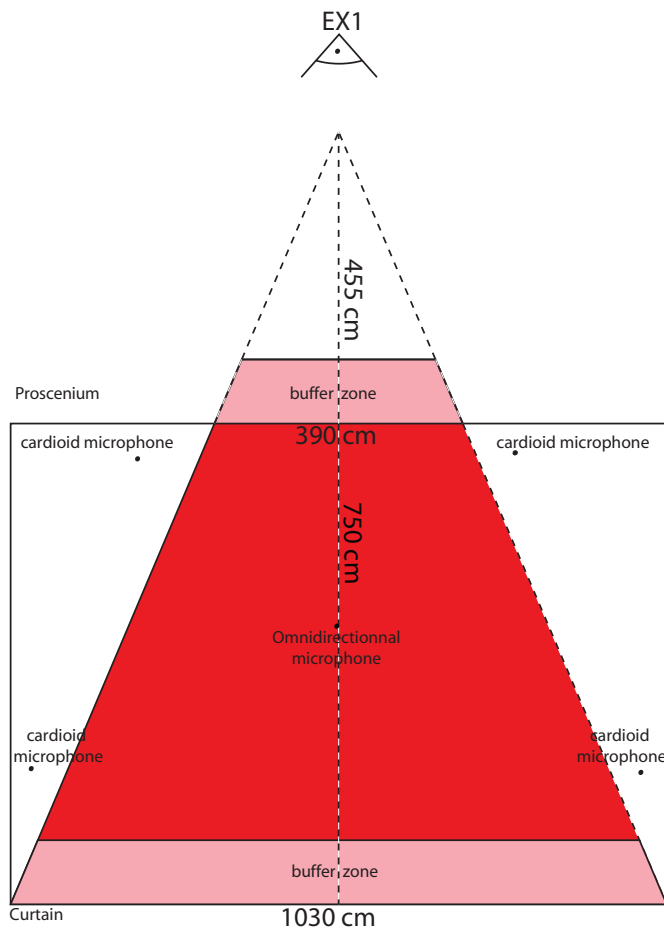 EX1
455 cm
Proscenium
buffer zone
390 cm
cardioid microphone
cardioid microphone
750 cm
Omnidirectionnal
microphone
cardioid
microphone
cardioid
microphone
buffer zone
Curtain
1030 cm